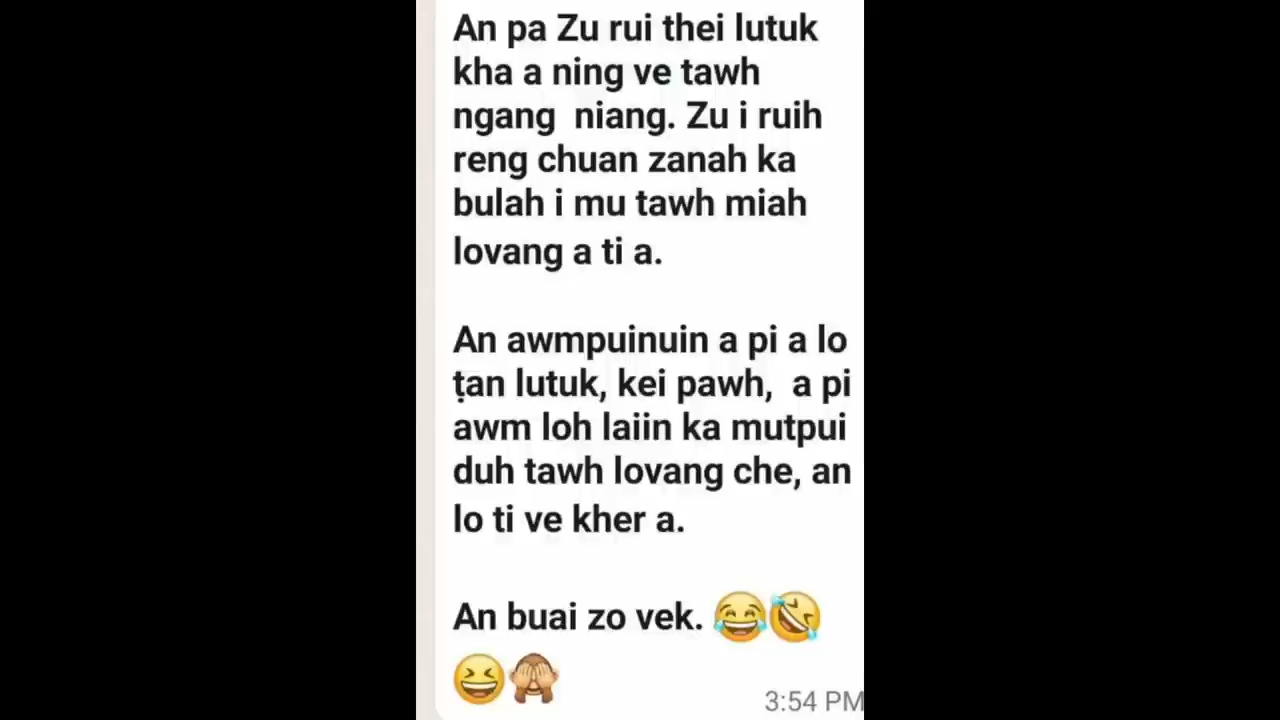 An pa Zu rui thei lutuk
kha a ning ve tawh
ngang niang. Zu i ruih
reng chuan zanah ka
bulah i mu tawh miah
lovang a ti a.
An awmpuinuin a pi a lo
ṭan lutuk, kei pawh, a pi
awm loh laiin ka mutpui
duh tawh lovang che, an
lo ti ve kher a.
An buai zo vek. 😂🤣
😆🙈
3:54 PM